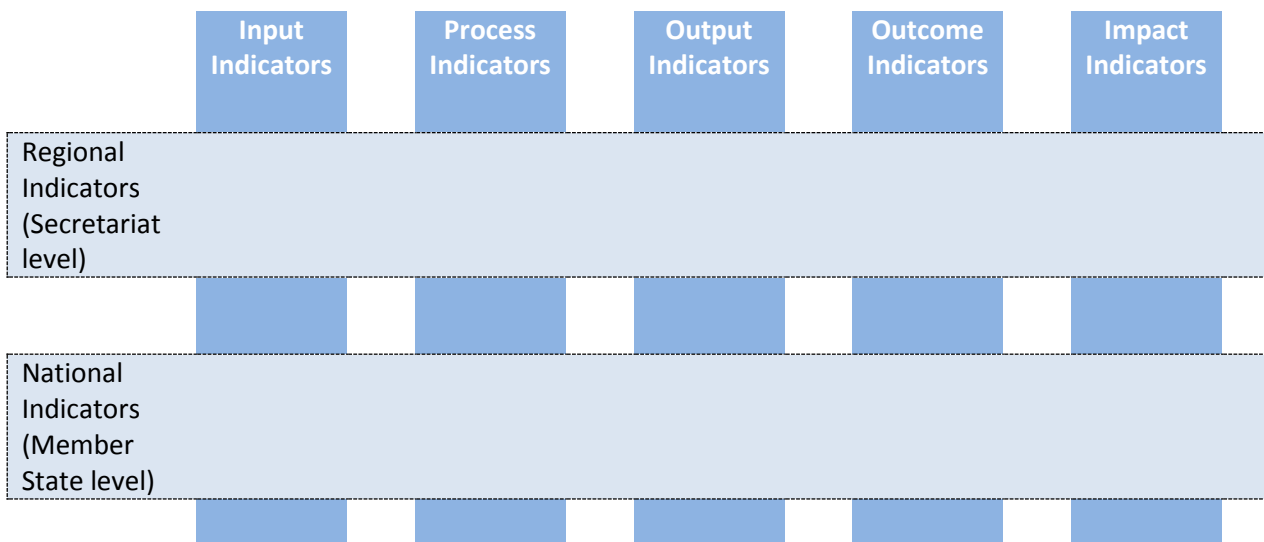 Input
Indicators
Process
Indicators
Output
Indicators
Outcome
Indicators
Impact
Indicators
Regional
Indicators
(Secretariat
level)
National
Indicators
(Member
State level)